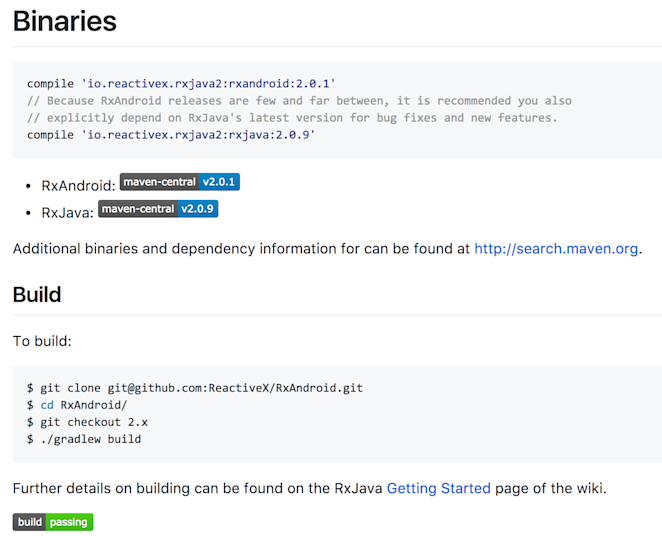 Binaries
compile 'io.reactivex.rxjava2:rxandroid:2.0.1'
// Because RxAndroid releases are few and far between, it is recommended you also
// explicitly depend on RxJava's latest version for bug fixes and new features.
compile 'io.reactivex.rxjava2:rxjava:2.0.9'
• RxAndroid: maven-central v2.0.1
• RxJava: maven-central v2.0.9
Additional binaries and dependency information for can be found at http://search.maven.org.
Build
To build:
$ git clone git@github.com:ReactiveX/RxAndroid.git
$ cd RxAndroid/
$ git checkout 2.x
$ ./gradlew build
Further details on building can be found on the RxJava Getting Started page of the wiki.
build passing